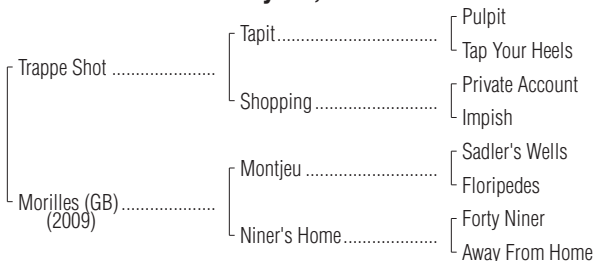 Pulpit
Tapit
Tap Your Heels
Trappe Shot
Private Account
Shopping
Impish
Sadler's Wells
Montjeu
Floripedes
Morilles (GB)
(2009)
Forty Niner
Niner's Home
Away From Home